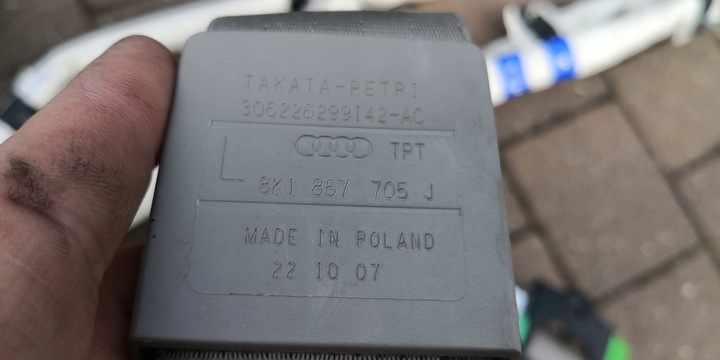 TAKATA-PETRI
306226299142-AC
TPT
L
8K1 857 705 J
MADE IN POLAND
22 10 07